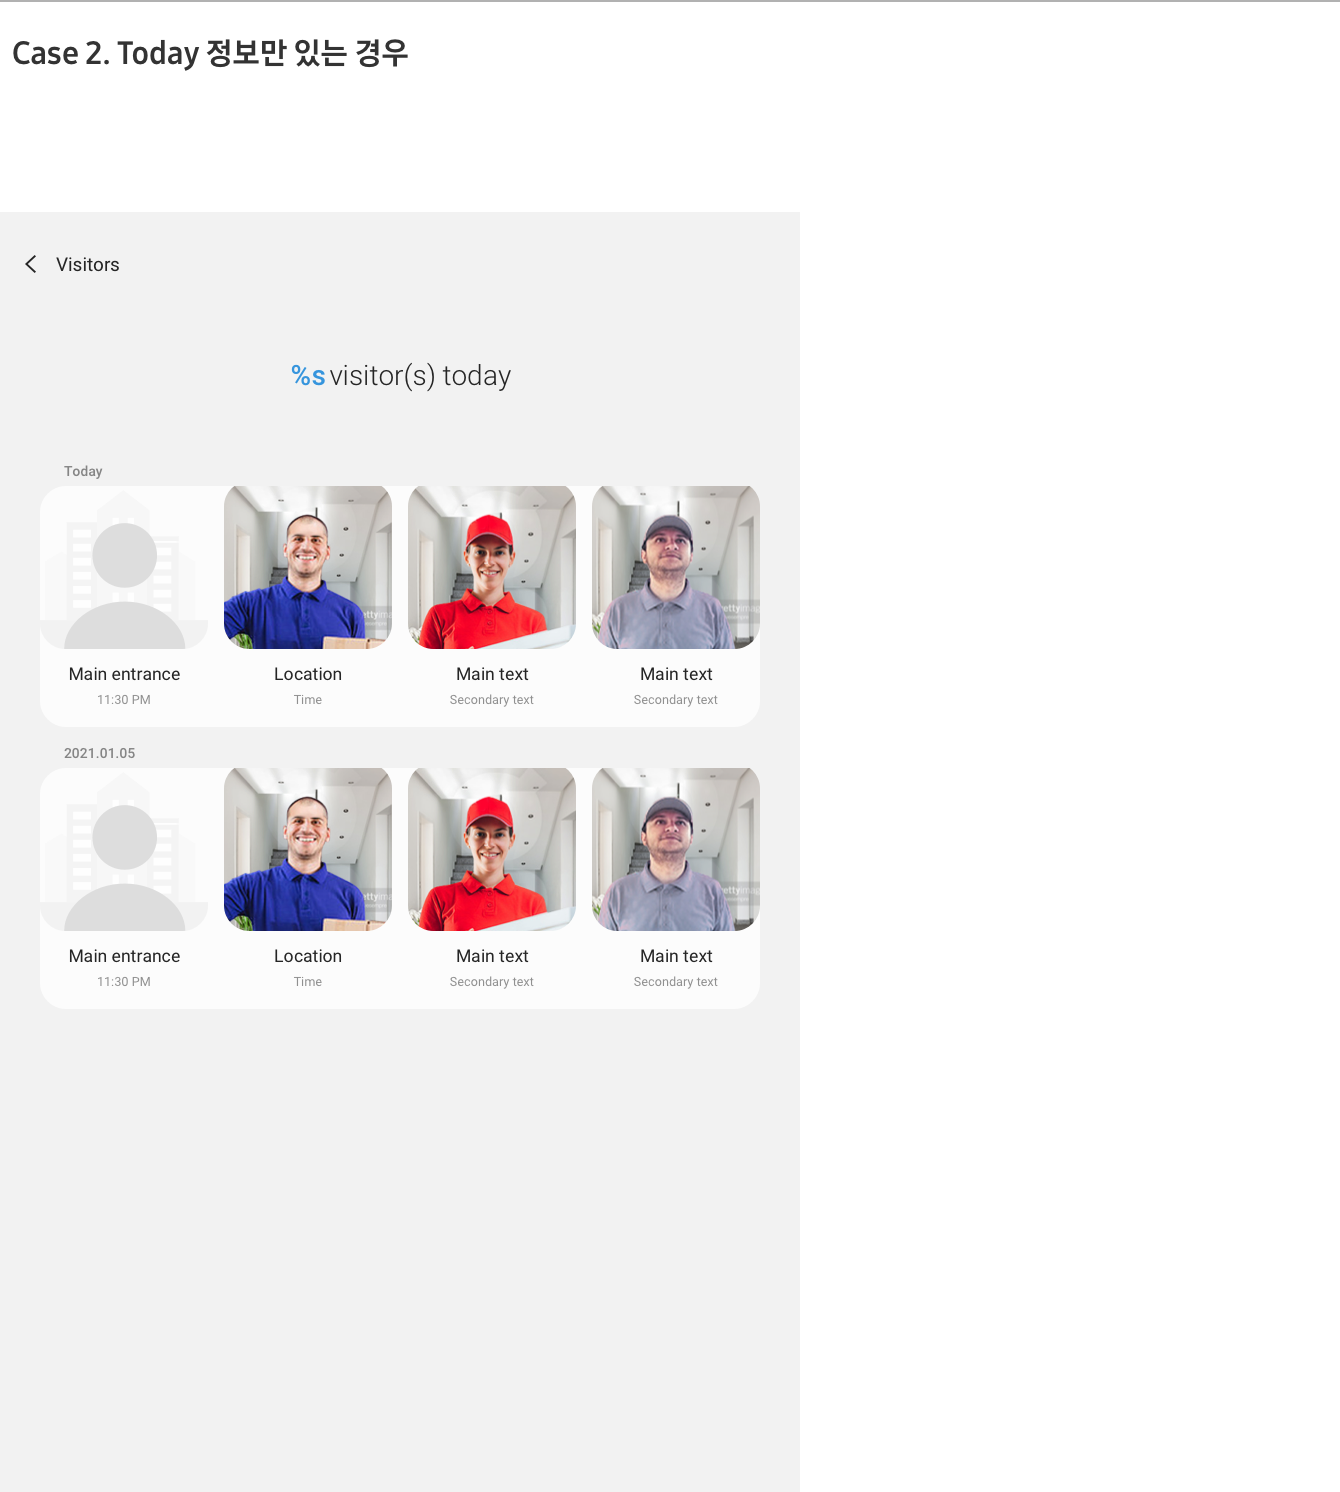 Case 2. Today 정보만 있는 경우
Visitors
%s visitor(s) today
Today
Main entrance
Location
Main text
Main text
11:30 PM
Time
Secondary text
Secondary text
2021.01.05
Main entrance
Location
Main text
Main text
11:30 PM
Time
Secondary text
Secondary text